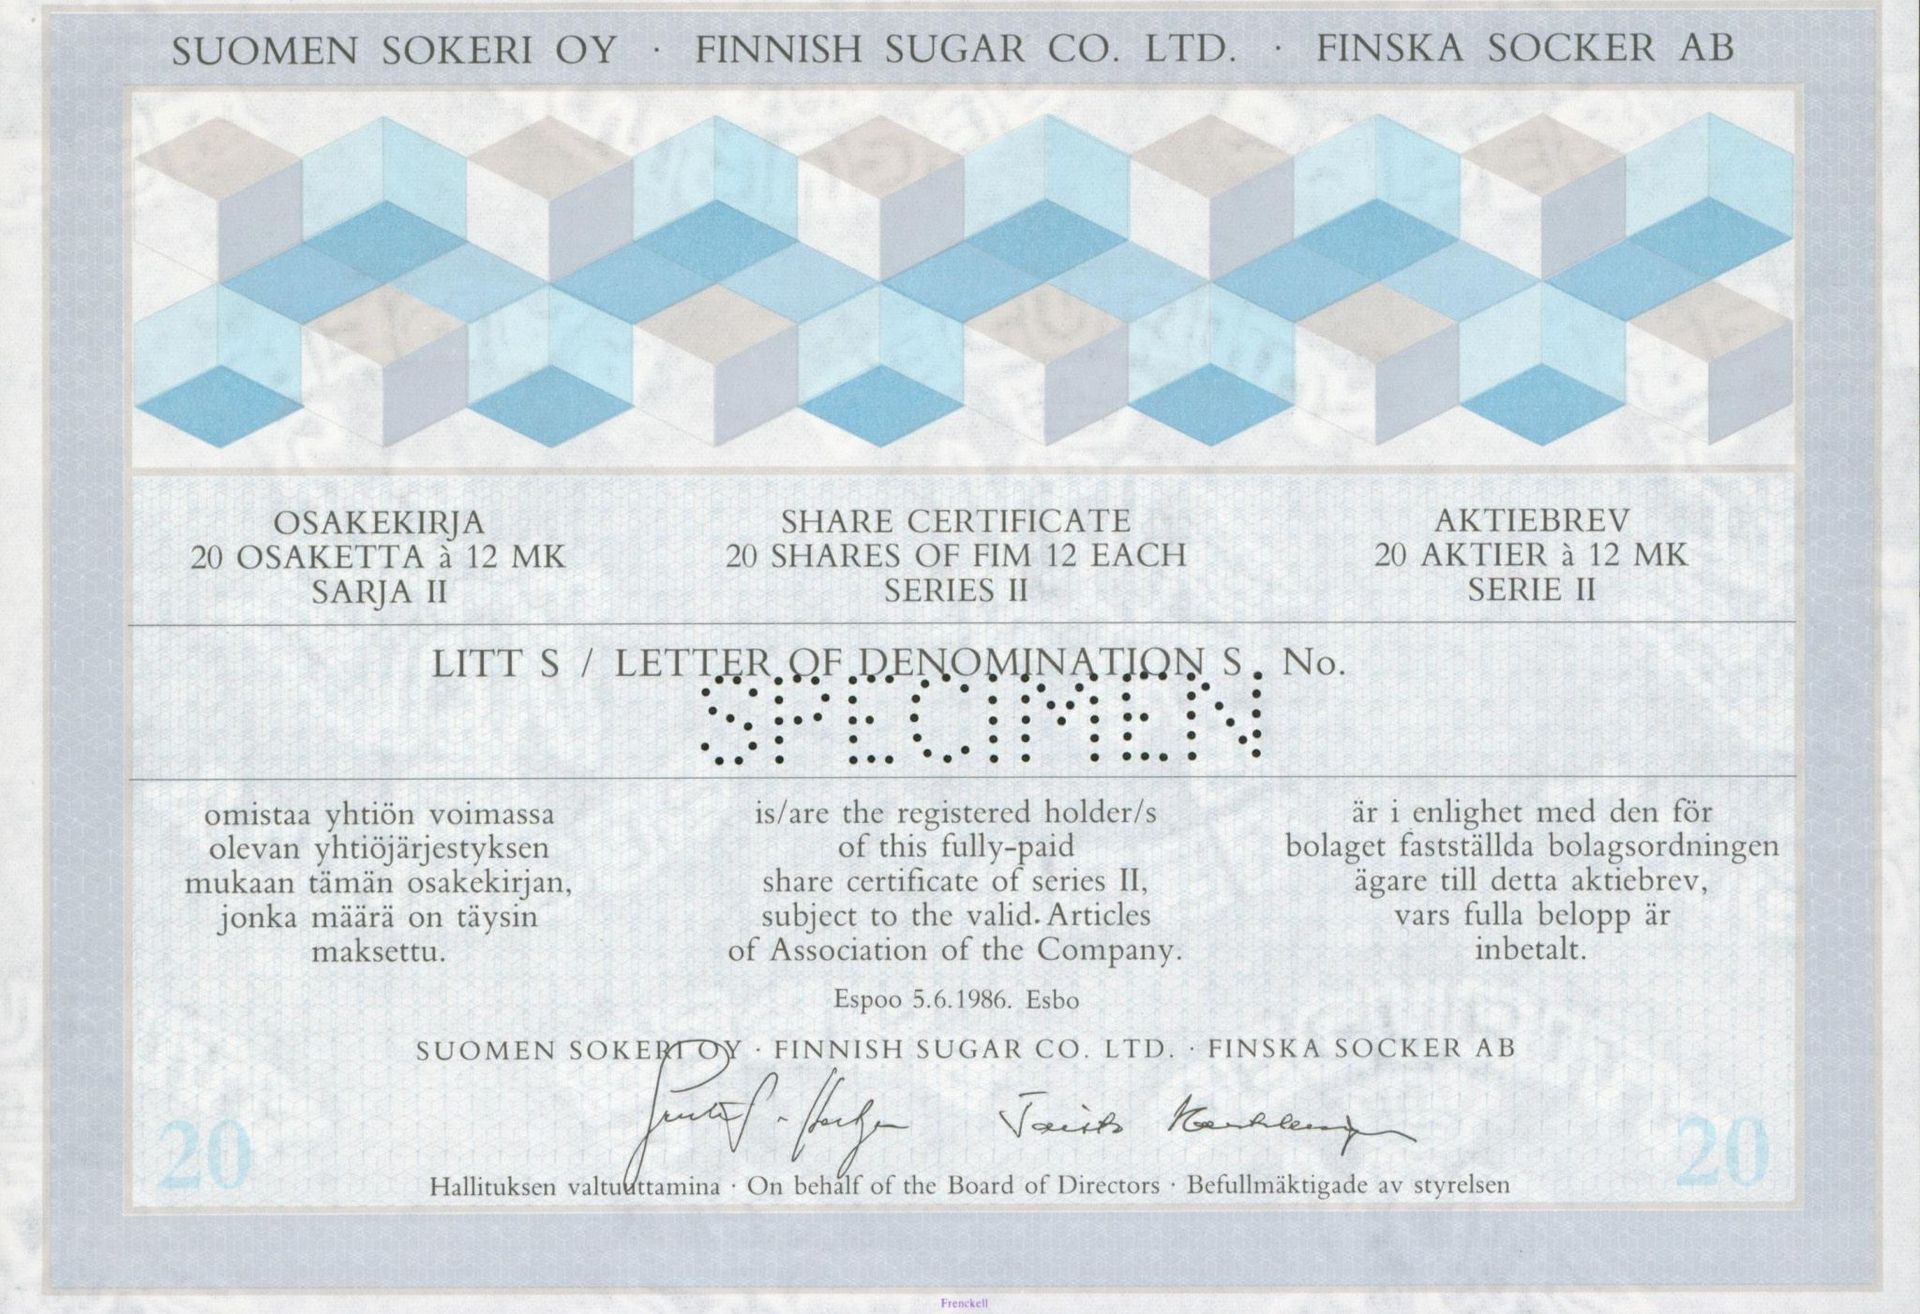 SUOMEN SOKERI OY · FINNISH SUGAR CO. LTD. · FINSKA SOCKER AB
OSAKEKIRJA
20 OSAKETTA à 12 MK
SARJA II
SHARE CERTIFICATE
20 SHARES OF FIM 12 EACH
SERIES II
AKTIEBREV
20 AKTIER à 12 MK
SERIE II
LITT S / LETTER OF DENOMINATION S. No.
SPECIMEN
omistaa yhtiön voimassa
olevan yhtiöjärjestyksen
mukaan tämän osakekirjan,
jonka määrä on täysin
maksettu.
is/are the registered holder/s
of this fully-paid
share certificate of series II,
subject to the valid. Articles
of Association of the Company.
är i enlighet med den för
bolaget fastställda bolagsordningen
ägare till detta aktiebrev,
vars fulla belopp är
inbetalt.
Espoo 5.6.1986. Esbo
SUOMEN SOKERI OY · FINNISH SUGAR CO. LTD. · FINSKA SOCKER AB
20
20
Hallituksen valtuuttamina · On behalf of the Board of Directors · Befullmäktigade av styrelsen
Frenckell